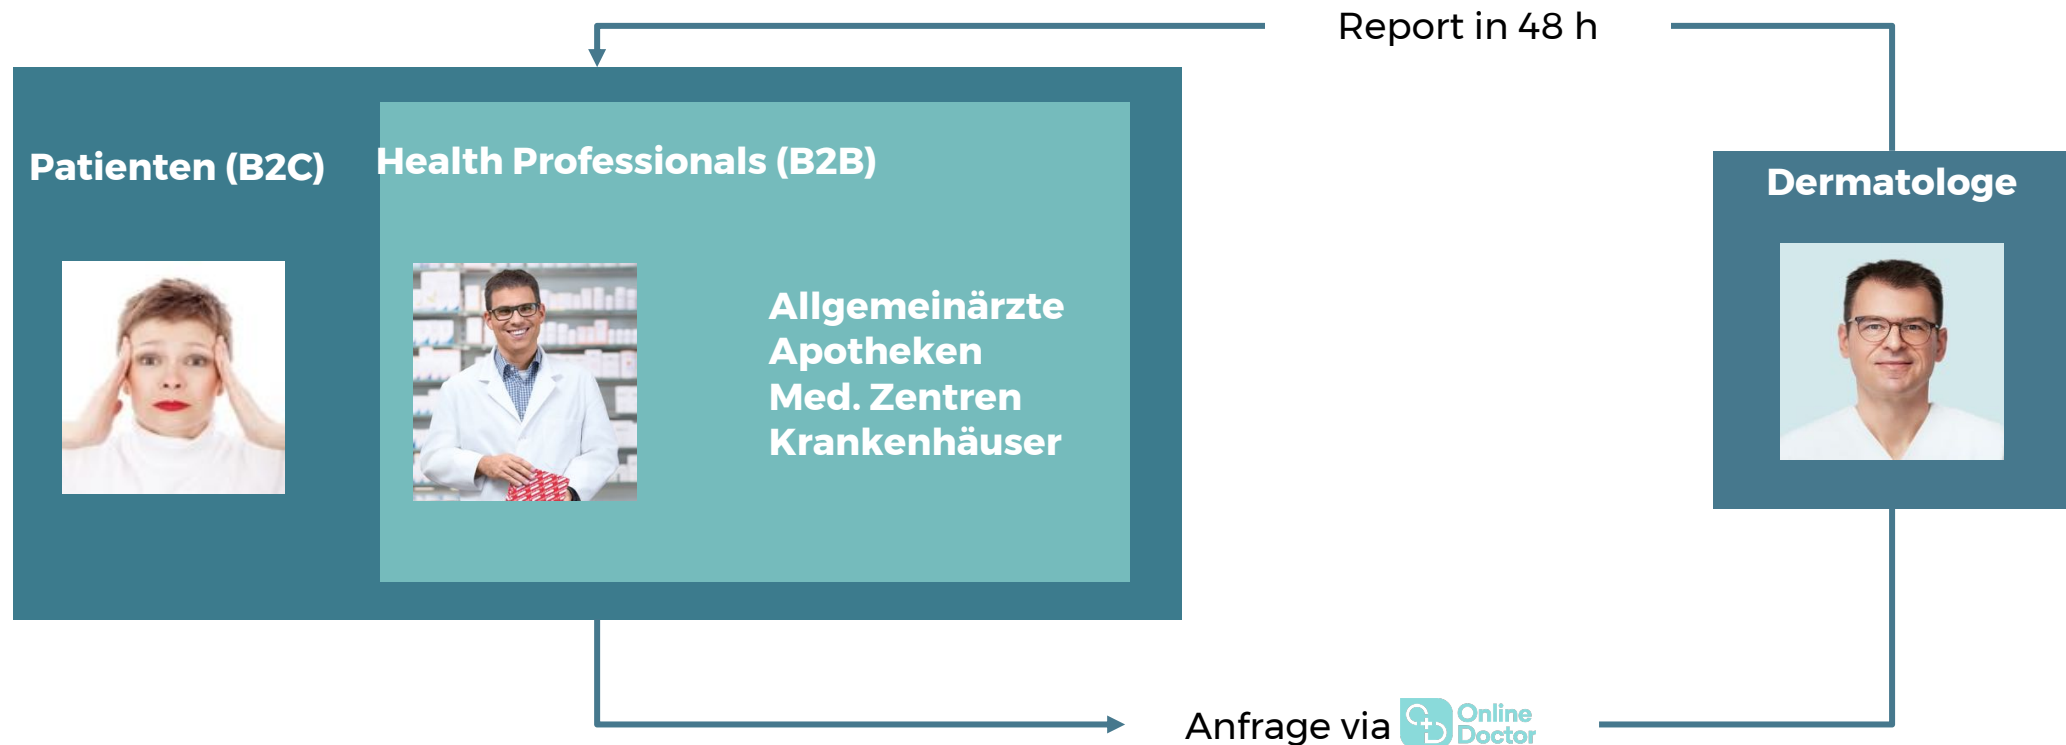 Report in 48 h
Patienten (B2C)
Health Professionals (B2B)
Dermatologe
Allgemeinärzte
Apotheken
Med. Zentren
Krankenhäuser
Anfrage via Online
Doctor